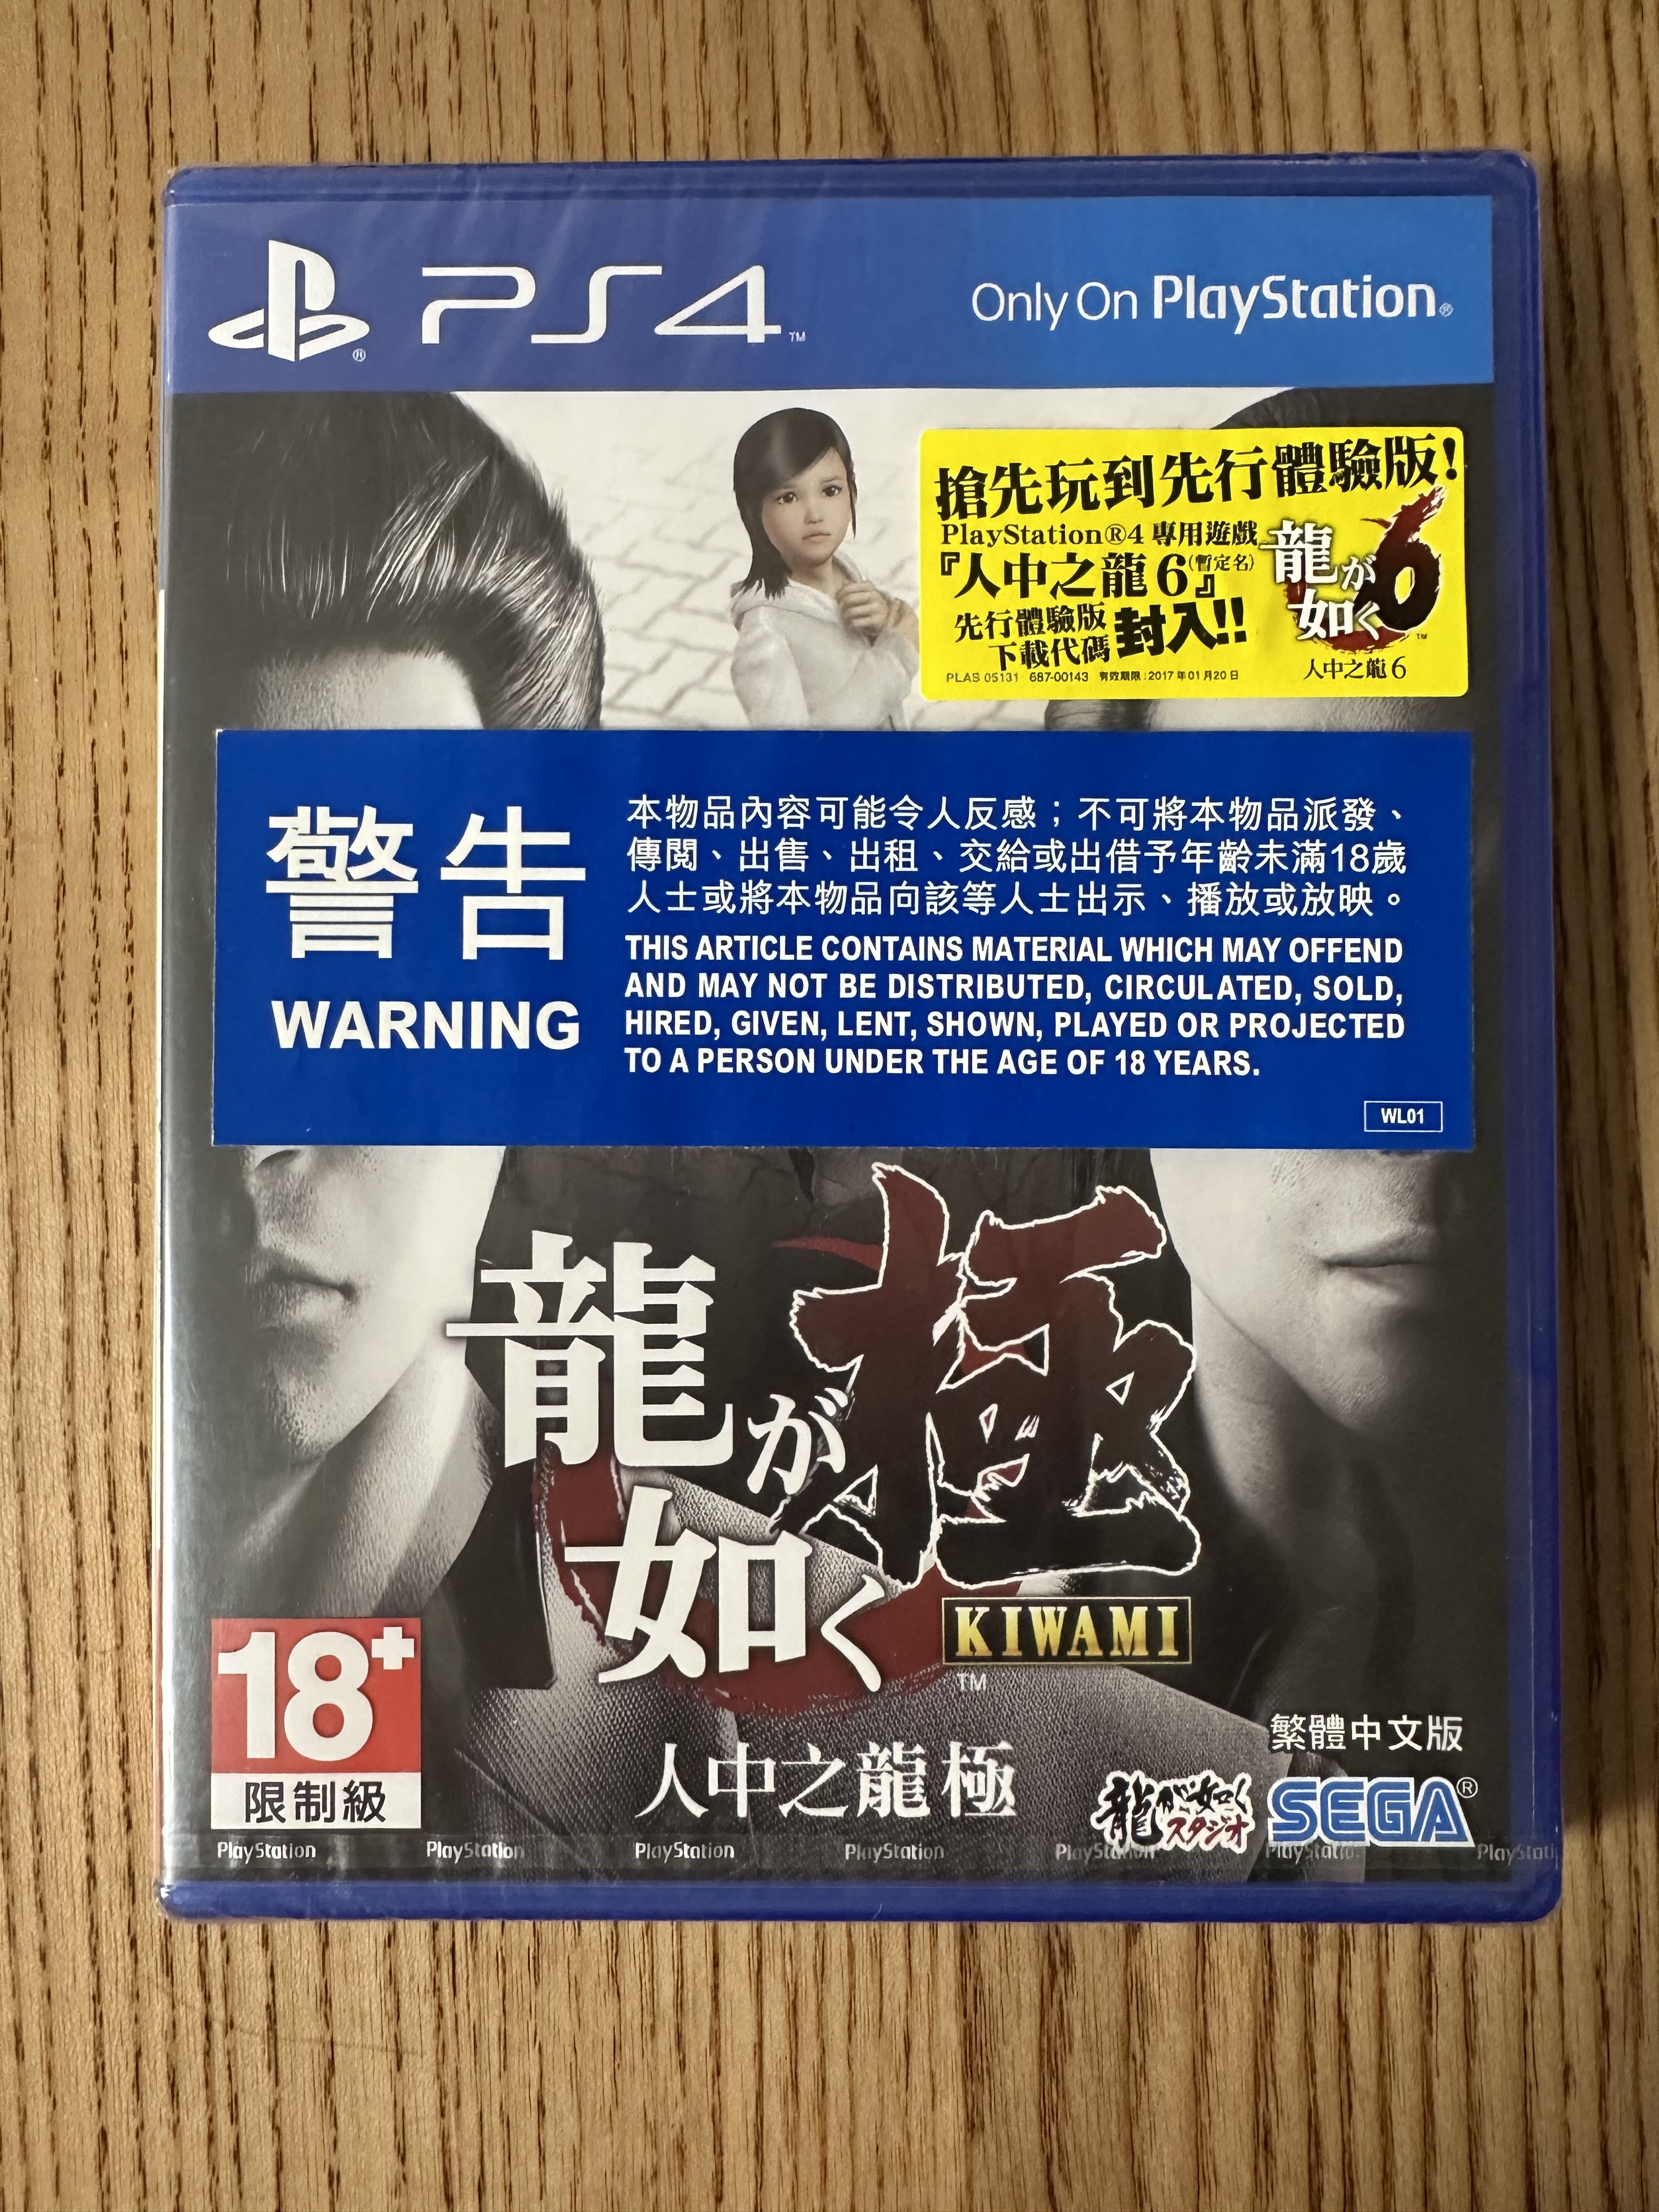 PS4™
Only On PlayStation®
搶先玩到先行體驗版!
PlayStation®4 專用遊戲
『人中之龍 6(暫定名)』
先行體驗版
下載代碼 封入!!
PLAS 05131 687-00143 有效期限:2017年01月20日
龍が
如く6™
人中之龍 6
警告
WARNING
本物品內容可能令人反感；不可將本物品派發、
傳閱、出售、出租、交給或出借予年齡未滿18歲
人士或將本物品向該等人士出示、播放或放映。
THIS ARTICLE CONTAINS MATERIAL WHICH MAY OFFEND
AND MAY NOT BE DISTRIBUTED, CIRCULATED, SOLD,
HIRED, GIVEN, LENT, SHOWN, PLAYED OR PROJECTED
TO A PERSON UNDER THE AGE OF 18 YEARS.
WL01
龍が
如く
極
KIWAMI
™
人中之龍 極
18+
限制級
繁體中文版
龍が如く
スタジオ
SEGA®
PlayStation PlayStation PlayStation PlayStation PlayStation PlayStation PlayStation